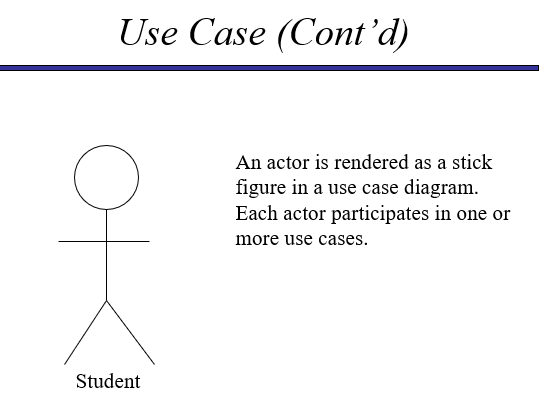 Use Case (Cont’d)
An actor is rendered as a stick
figure in a use case diagram.
Each actor participates in one or
more use cases.
Student